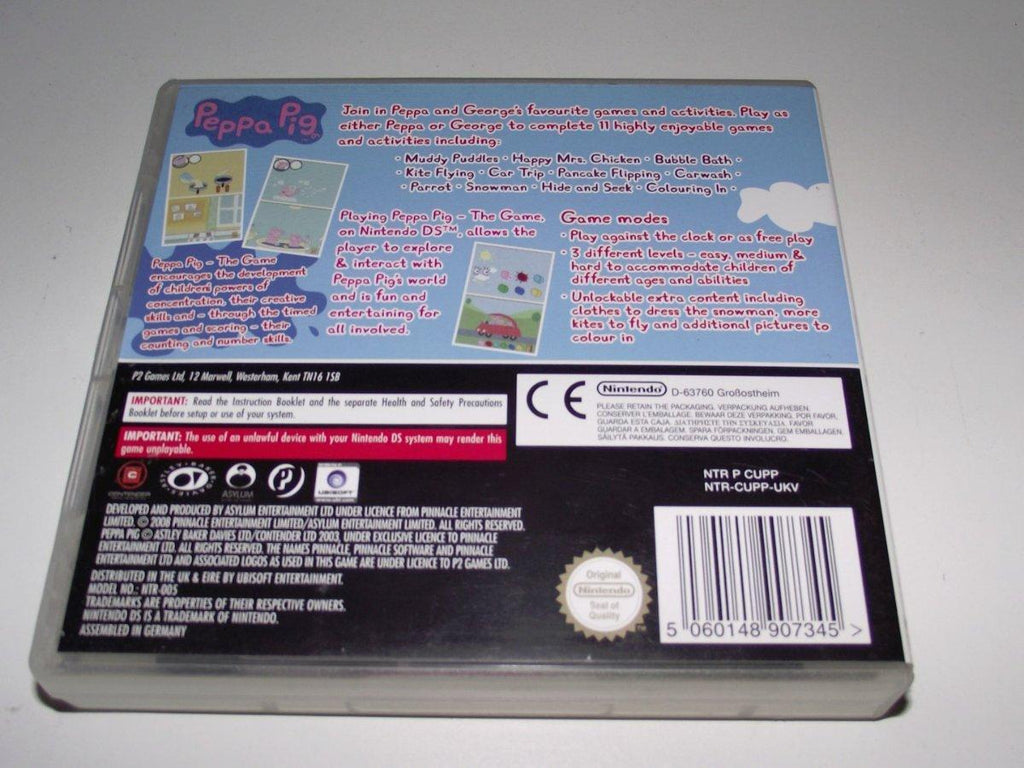 Peppa Pig
Join in Peppa and George's favourite games and activities. Play as
either Peppa or George to complete 11 highly enjoyable games
and activities including:
· Muddy Puddles · Happy Mrs. Chicken · Bubble Bath ·
· Kite Flying · Car Trip · Pancake Flipping · Carwash ·
· Parrot · Snowman · Hide and Seek · Colouring In ·
Peppa Pig – The Game
encourages the development
of children's powers of
concentration, their creative
skills and – through the timed
games and scoring – their
counting and number skills.
Playing Peppa Pig – The Game,
on Nintendo DS™, allows the
player to explore
& interact with
Peppa Pig's world
and is fun and
entertaining for
all involved.
Game modes
· Play against the clock or as free play
· 3 different levels – easy, medium &
hard to accommodate children of
different ages and abilities
· Unlockable extra content including
clothes to dress the snowman, more
kites to fly and additional pictures to
colour in
P2 Games Ltd, 12 Marwell, Westerham, Kent TN16 1SB
IMPORTANT: Read the Instruction Booklet and the separate Health and Safety Precautions
Booklet before setup or use of your system.
IMPORTANT: The use of an unlawful device with your Nintendo DS system may render this
game unplayable.
CE
Nintendo D-63760 Großostheim
PLEASE RETAIN THE PACKAGING. VERPACKUNG AUFHEBEN.
CONSERVER L'EMBALLAGE. BEWAAR DEZE VERPAKKING. POR FAVOR,
GUARDA ESTA CAJA. ΔΙΑΤΗΡΗΣΤΕ ΤΗΝ ΣΥΣΚΕΥΑΣΙΑ. FAVOR
GUARDAR A EMBALAGEM. SPARA FÖRPACKNINGEN. GEM EMBALLAGEN.
SÄILYTÄ PAKKAUS. CONSERVA QUESTO INVOLUCRO.
CONTENDER
ASTLEY BAKER DAVIES
ASYLUM
UBISOFT
NTR P CUPP
NTR-CUPP-UKV
DEVELOPED AND PRODUCED BY ASYLUM ENTERTAINMENT LTD UNDER LICENCE FROM PINNACLE ENTERTAINMENT
LIMITED. © 2008 PINNACLE ENTERTAINMENT LIMITED/ASYLUM ENTERTAINMENT LIMITED. ALL RIGHTS RESERVED.
PEPPA PIG © ASTLEY BAKER DAVIES LTD/CONTENDER LTD 2003. UNDER EXCLUSIVE LICENCE TO PINNACLE
ENTERTAINMENT LTD. ALL RIGHTS RESERVED. THE NAMES PINNACLE, PINNACLE SOFTWARE AND PINNACLE
ENTERTAINMENT LTD AND ASSOCIATED LOGOS AS USED IN THIS GAME ARE UNDER LICENCE TO P2 GAMES LTD.
DISTRIBUTED IN THE UK & EIRE BY UBISOFT ENTERTAINMENT.
MODEL NO.: NTR-005
TRADEMARKS ARE PROPERTIES OF THEIR RESPECTIVE OWNERS.
NINTENDO DS IS A TRADEMARK OF NINTENDO.
ASSEMBLED IN GERMANY
Original
Nintendo
Seal of
Quality
5 060148 907345 >